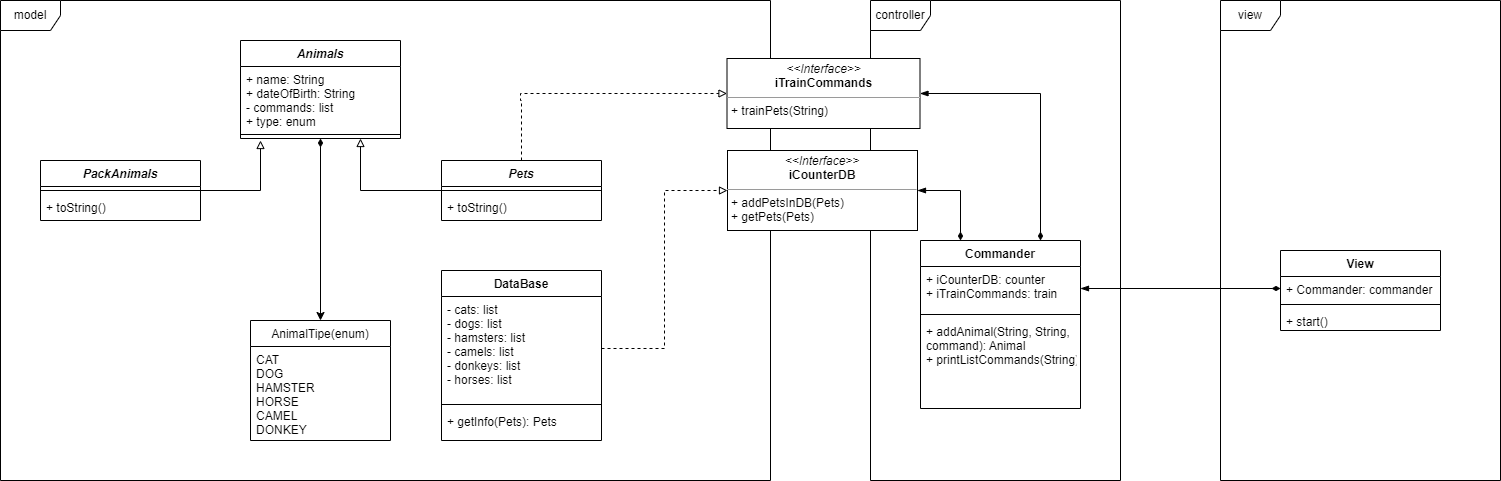 model
controller
view
Animals
+ name: String
+ dateOfBirth: String
- commands: list
+ type: enum
<<Interface>>
iTrainCommands
+ trainPets(String)
PackAnimals
+ toString()
Pets
+ toString()
<<Interface>>
iCounterDB
+ addPetsInDB(Pets)
+ getPets(Pets)
Commander
+ iCounterDB: counter
+ iTrainCommands: train
+ addAnimal(String, String,
command): Animal
+ printListCommands(String)
View
+ Commander: commander
+ start()
DataBase
- cats: list
- dogs: list
- hamsters: list
- camels: list
- donkeys: list
- horses: list
+ getInfo(Pets): Pets
AnimalTipe(enum)
CAT
DOG
HAMSTER
HORSE
CAMEL
DONKEY